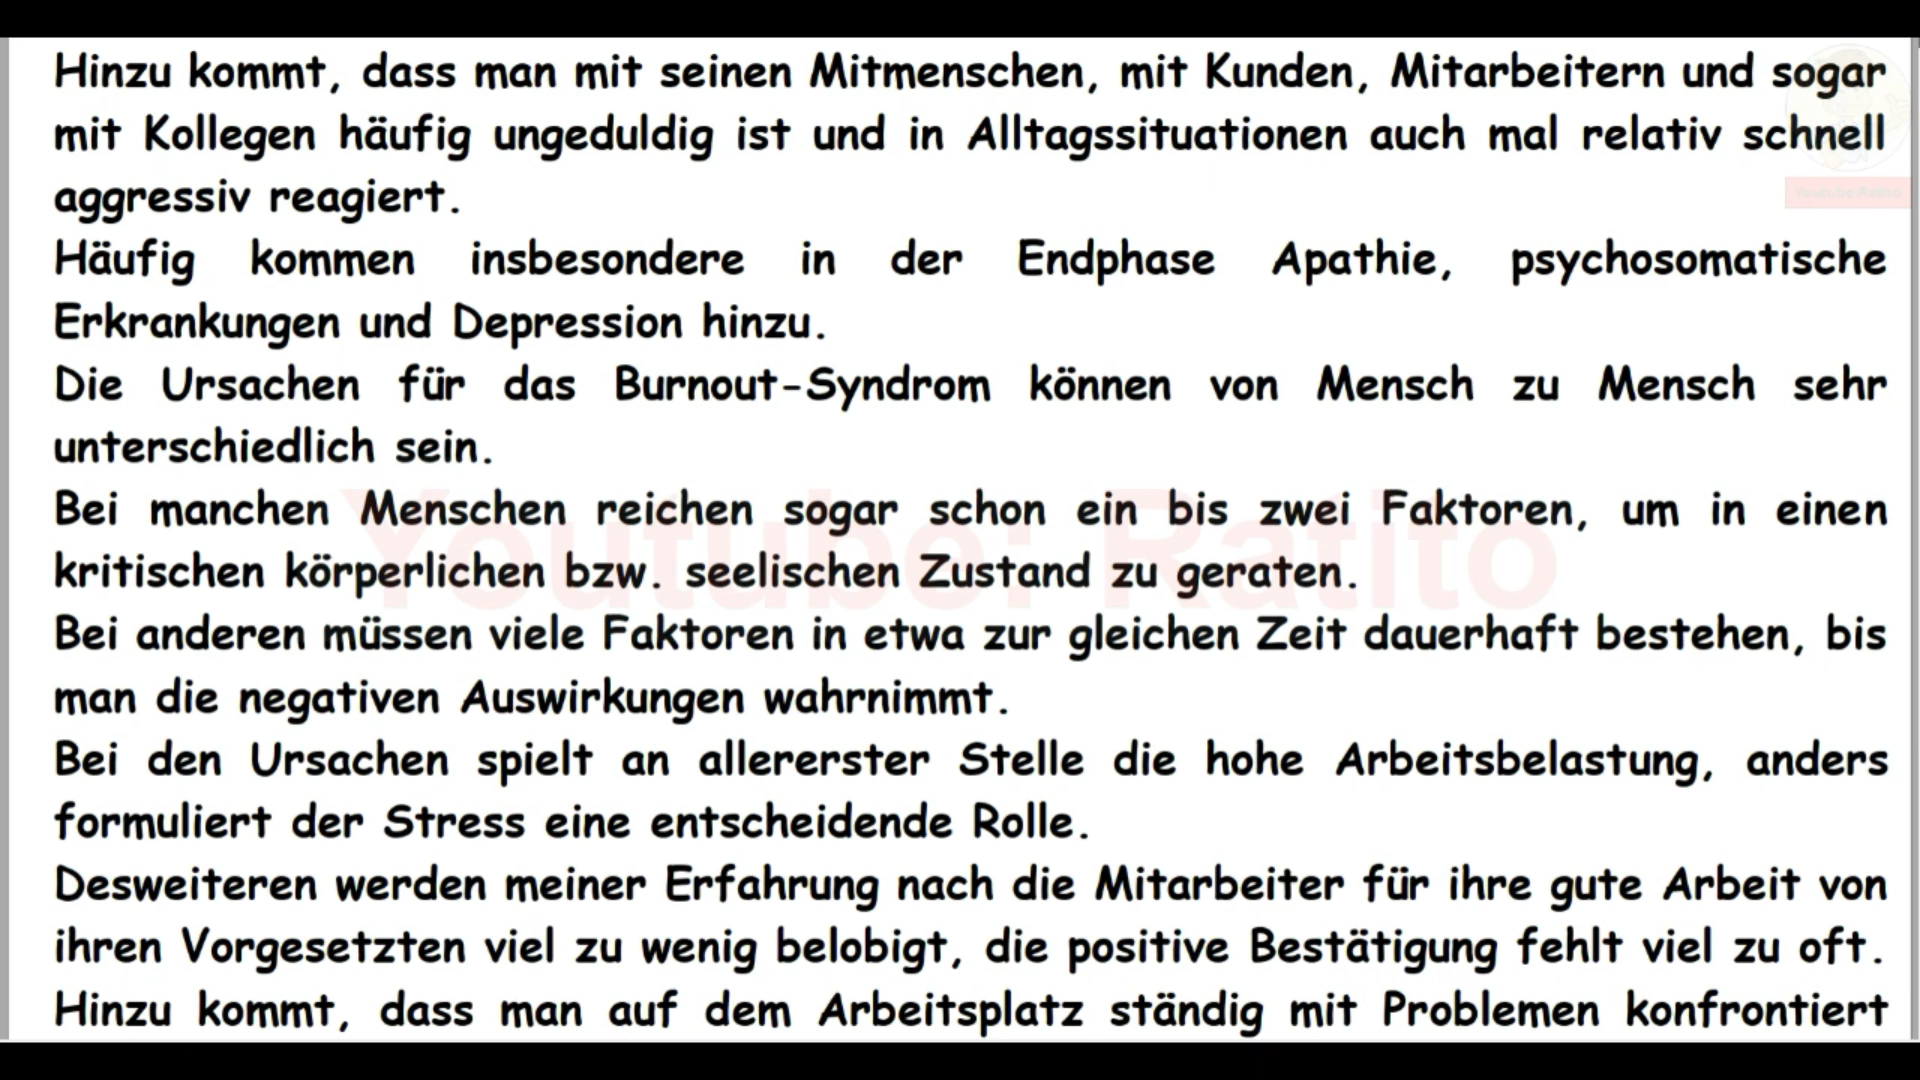 Hinzu kommt, dass man mit seinen Mitmenschen, mit Kunden, Mitarbeitern und sogar
mit Kollegen häufig ungeduldig ist und in Alltagssituationen auch mal relativ schnell
aggressiv reagiert.
Youtube:Ratito
Häufig kommen insbesondere in der Endphase Apathie, psychosomatische
Erkrankungen und Depression hinzu.
Die Ursachen für das Burnout-Syndrom können von Mensch zu Mensch sehr
unterschiedlich sein.
Bei manchen Menschen reichen sogar schon ein bis zwei Faktoren, um in einen
Youtube: Ratito
kritischen körperlichen bzw. seelischen Zustand zu geraten.
Bei anderen müssen viele Faktoren in etwa zur gleichen Zeit dauerhaft bestehen, bis
man die negativen Auswirkungen wahrnimmt.
Bei den Ursachen spielt an allererster Stelle die hohe Arbeitsbelastung, anders
formuliert der Stress eine entscheidende Rolle.
Desweiteren werden meiner Erfahrung nach die Mitarbeiter für ihre gute Arbeit von
ihren Vorgesetzten viel zu wenig belobigt, die positive Bestätigung fehlt viel zu oft.
Hinzu kommt, dass man auf dem Arbeitsplatz ständig mit Problemen konfrontiert